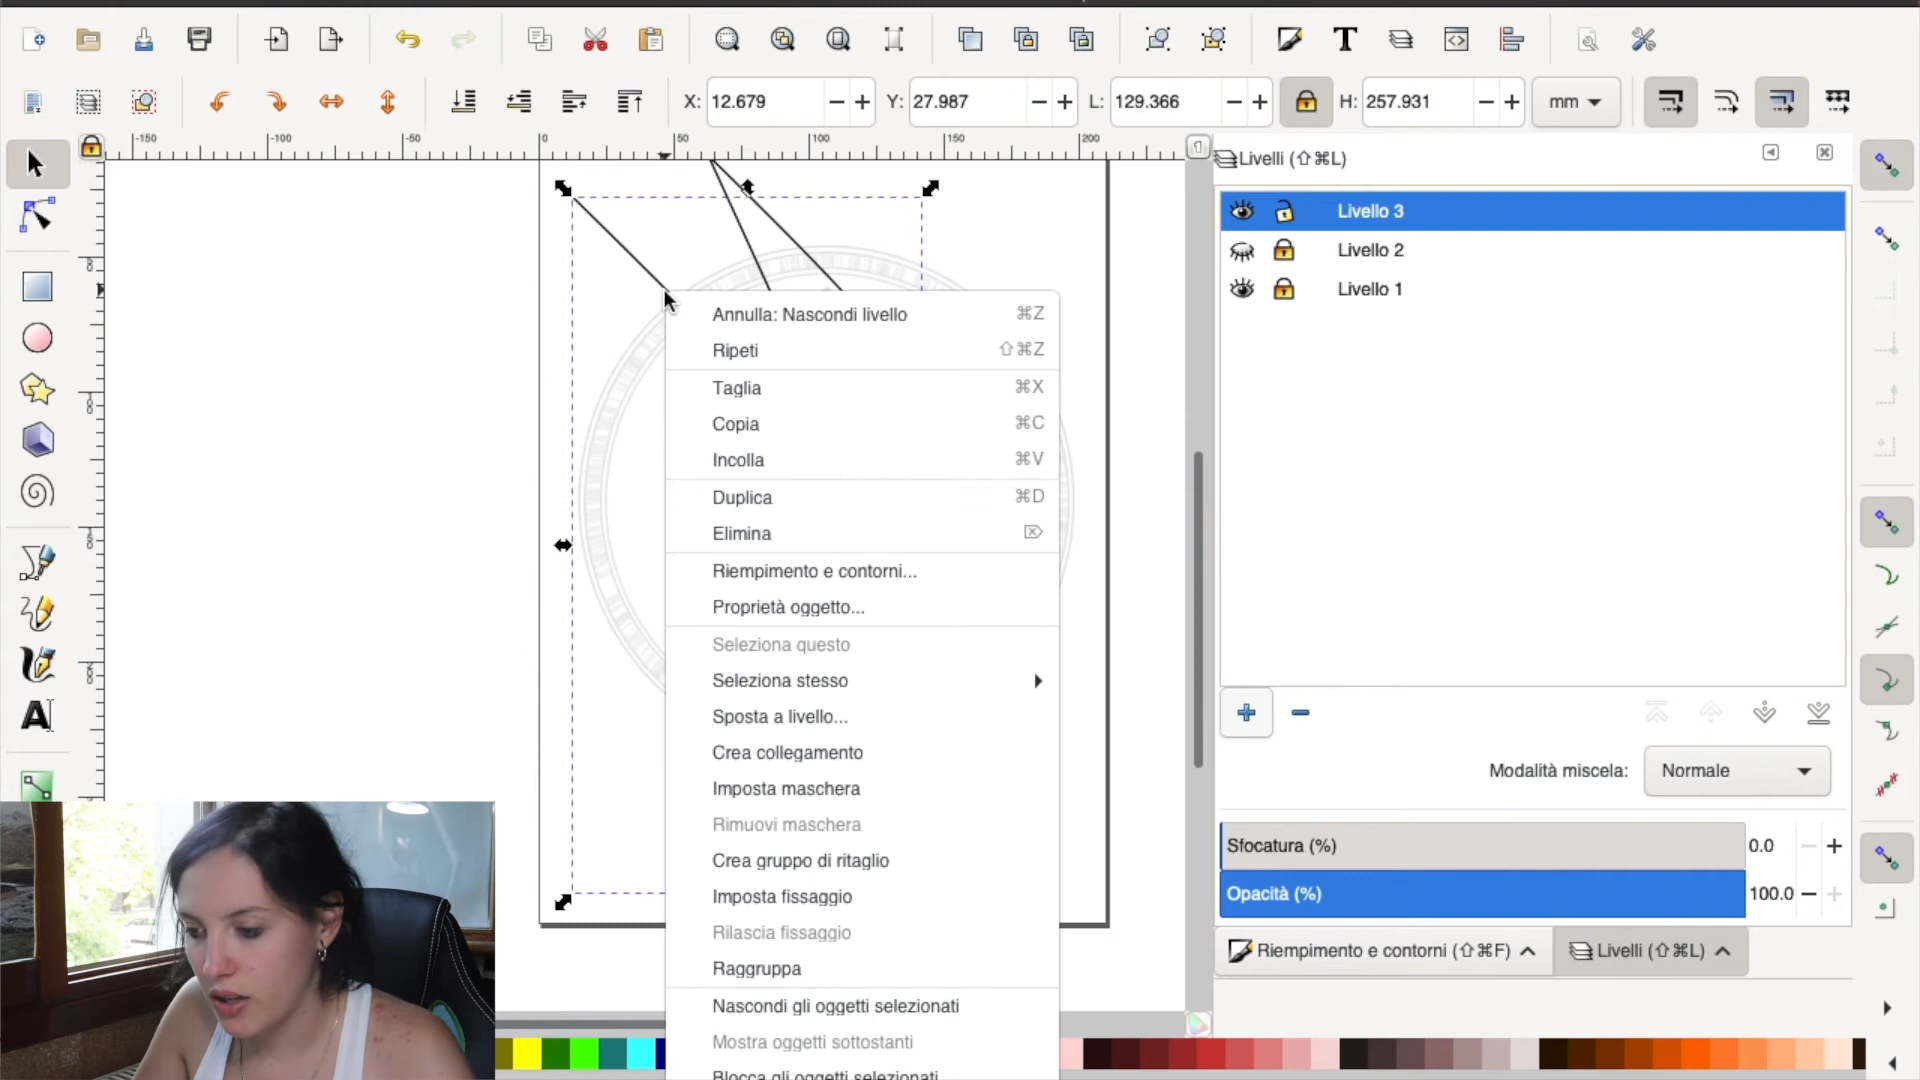 X: 12.679 Y: 27.987 L: 129.366 H: 257.931 mm
-150 -100 -50 0 50 100 150 200
Livelli (⇧⌘L)
Livello 3
Livello 2
Livello 1
Annulla: Nascondi livello ⌘Z
Ripeti ⇧⌘Z
Taglia ⌘X
Copia ⌘C
Incolla ⌘V
Duplica ⌘D
Elimina ⌦
Riempimento e contorni...
Proprietà oggetto...
Seleziona questo
Seleziona stesso
Sposta a livello...
Crea collegamento
Imposta maschera
Rimuovi maschera
Crea gruppo di ritaglio
Imposta fissaggio
Rilascia fissaggio
Raggruppa
Nascondi gli oggetti selezionati
Mostra oggetti sottostanti
Blocca gli oggetti selezionati
Modalità miscela: Normale
Sfocatura (%) 0.0
Opacità (%) 100.0
Riempimento e contorni (⇧⌘F) Livelli (⇧⌘L)